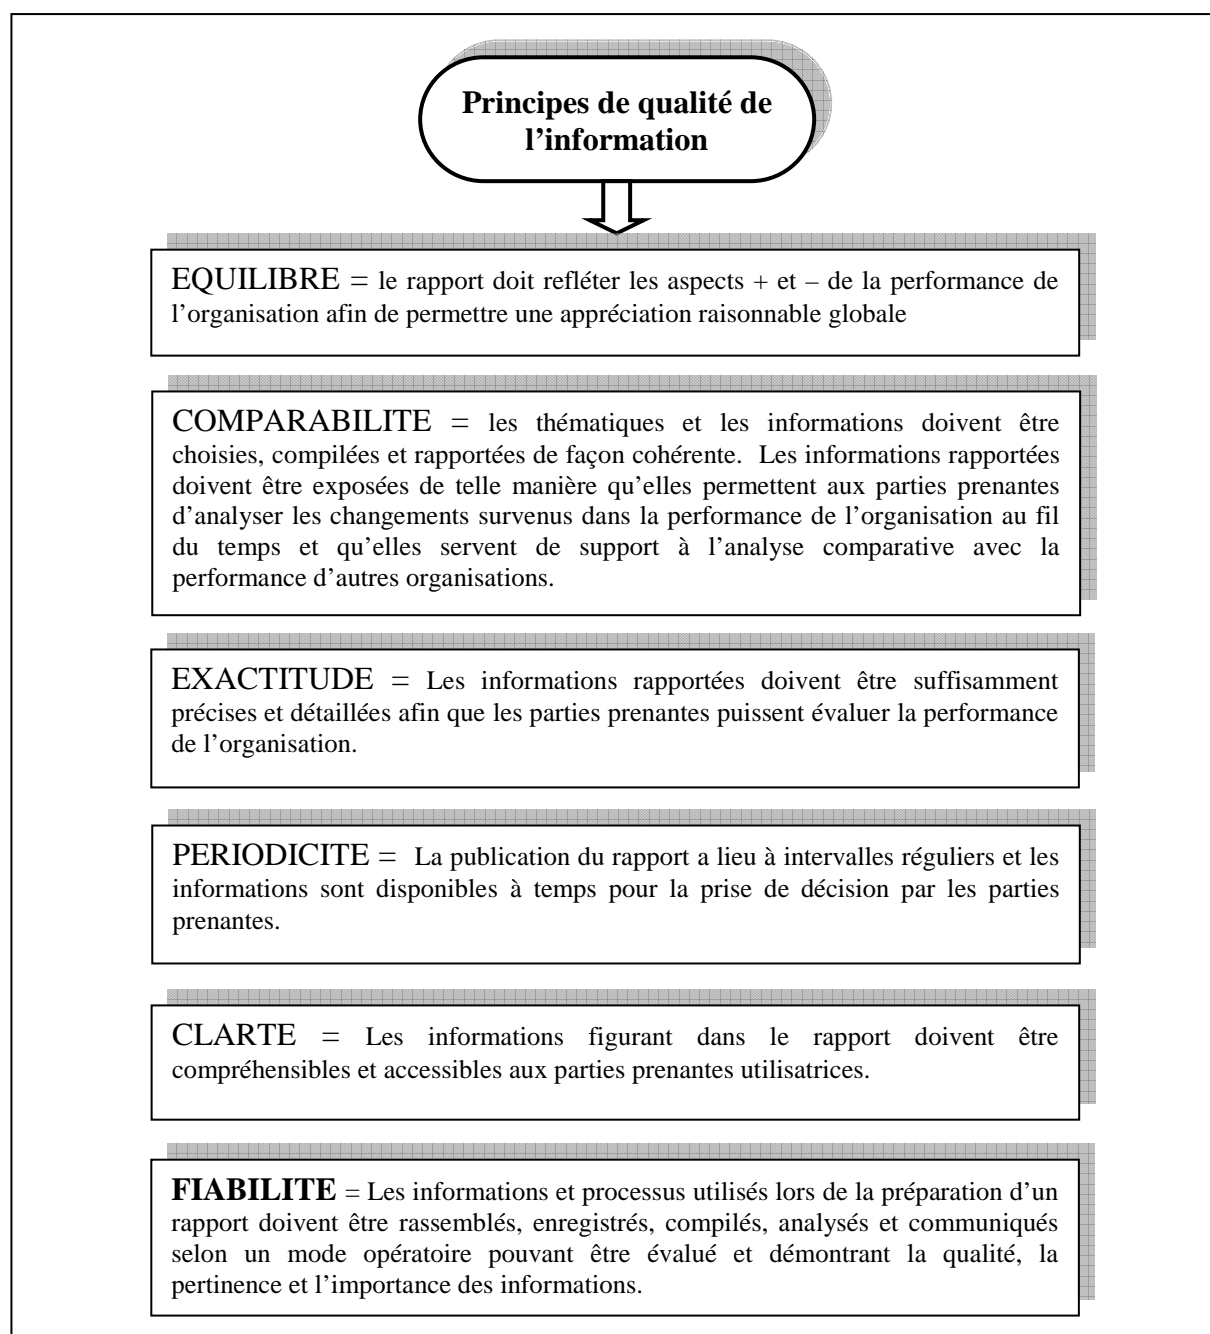 Principes de qualité de
l’information
EQUILIBRE = le rapport doit refléter les aspects + et – de la performance de
l’organisation afin de permettre une appréciation raisonnable globale
COMPARABILITE = les thématiques et les informations doivent être
choisies, compilées et rapportées de façon cohérente. Les informations rapportées
doivent être exposées de telle manière qu’elles permettent aux parties prenantes
d’analyser les changements survenus dans la performance de l’organisation au fil
du temps et qu’elles servent de support à l’analyse comparative avec la
performance d’autres organisations.
EXACTITUDE = Les informations rapportées doivent être suffisamment
précises et détaillées afin que les parties prenantes puissent évaluer la performance
de l’organisation.
PERIODICITE = La publication du rapport a lieu à intervalles réguliers et les
informations sont disponibles à temps pour la prise de décision par les parties
prenantes.
CLARTE = Les informations figurant dans le rapport doivent être
compréhensibles et accessibles aux parties prenantes utilisatrices.
FIABILITE = Les informations et processus utilisés lors de la préparation d’un
rapport doivent être rassemblés, enregistrés, compilés, analysés et communiqués
selon un mode opératoire pouvant être évalué et démontrant la qualité, la
pertinence et l’importance des informations.